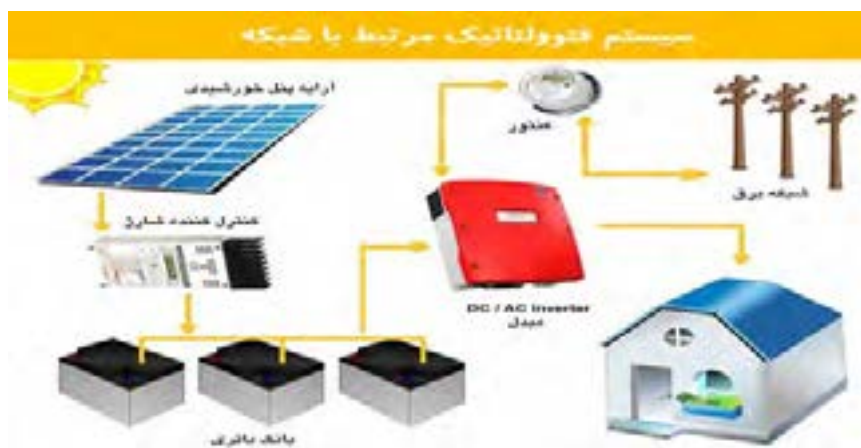 سیستم فتوولتائیک مرتبط با شبکه
آرایه پنل خورشیدی
کنتور
شبکه برق
کنترل کننده شارژ
DC / AC Inverter
مبدل
بانک باتری